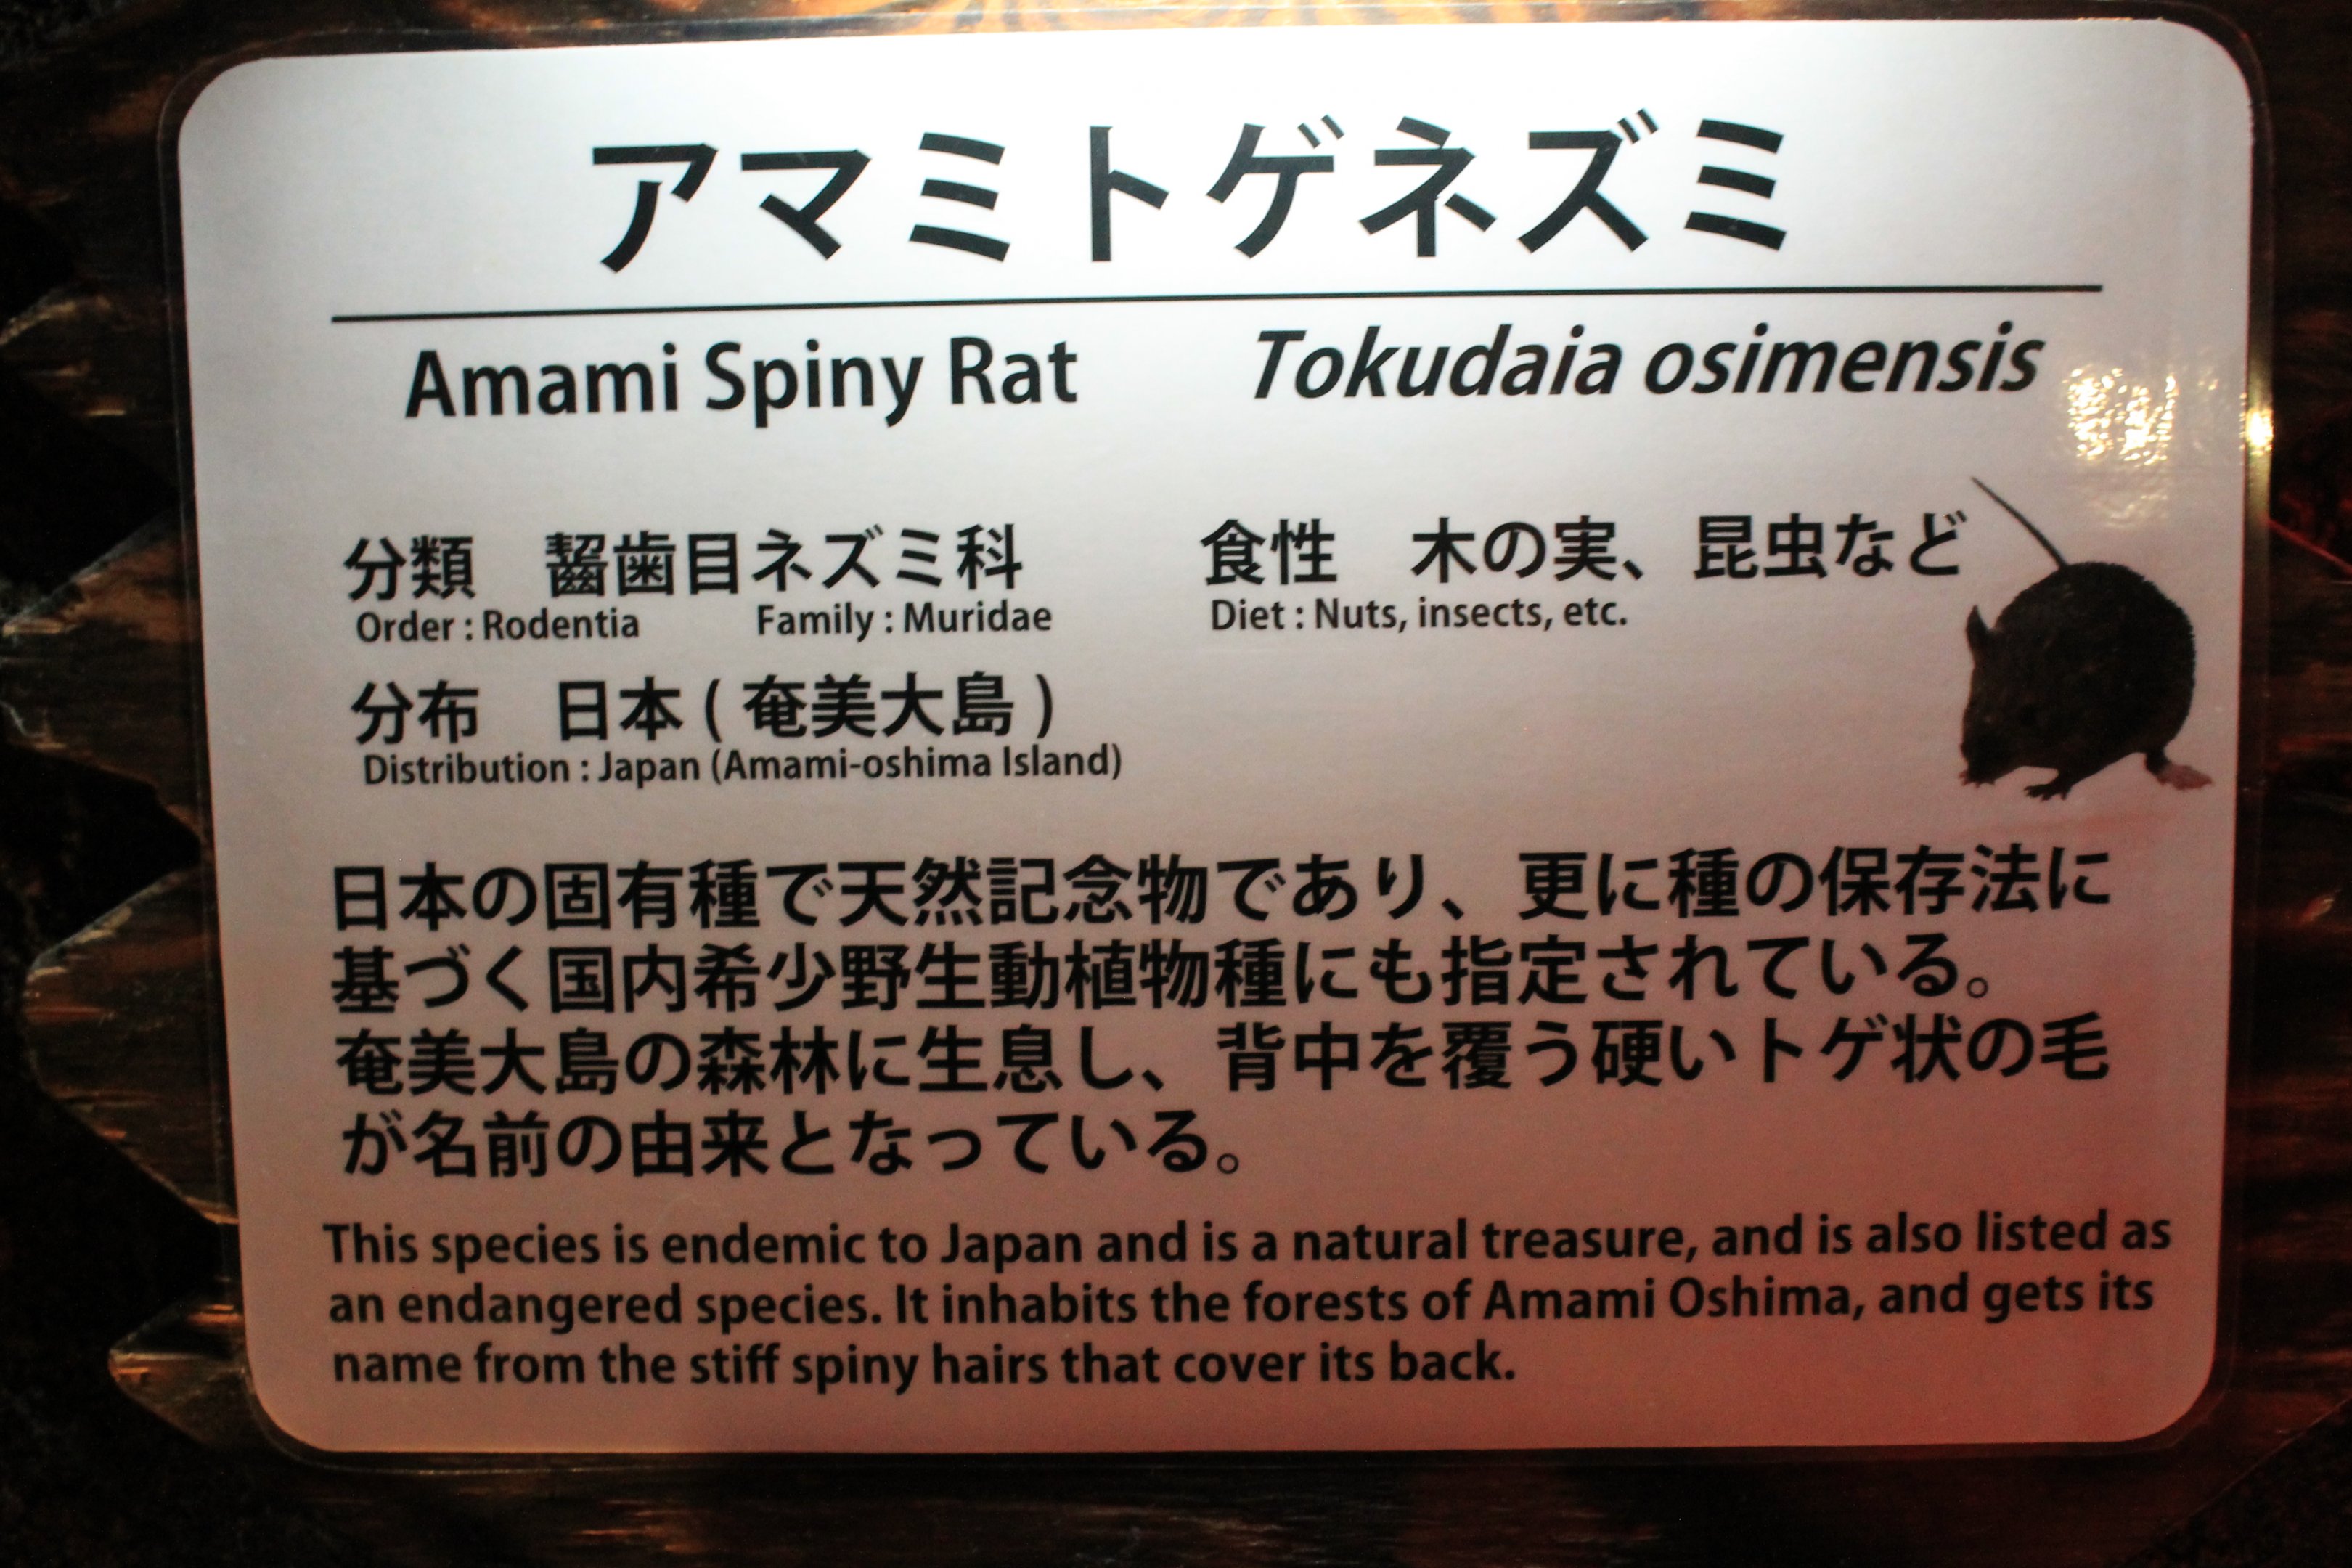 アマミトゲネズミ
Amami Spiny Rat Tokudaia osimensis
分類 齧歯目ネズミ科 食性 木の実、昆虫など
Order : Rodentia Family : Muridae Diet : Nuts, insects, etc.
分布 日本 ( 奄美大島 )
Distribution : Japan (Amami-oshima Island)
日本の固有種で天然記念物であり、更に種の保存法に
基づく国内希少野生動植物種にも指定されている。
奄美大島の森林に生息し、背中を覆う硬いトゲ状の毛
が名前の由来となっている。
This species is endemic to Japan and is a natural treasure, and is also listed as
an endangered species. It inhabits the forests of Amami Oshima, and gets its
name from the stiff spiny hairs that cover its back.